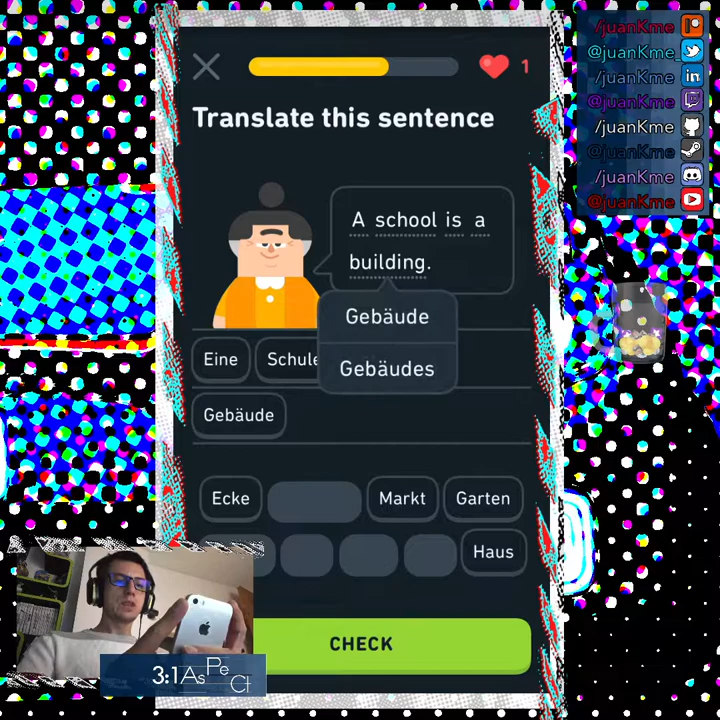 1
Translate this sentence
A school is a
building.
Gebäude
Gebäudes
Eine
Schule
Gebäude
Ecke
Markt
Garten
Haus
CHECK
3:1AsPeCt
/juanKme
@juanKme_
/juanKme
@juanKme
/juanKme
@juanKme
/juanKme
@juanKme